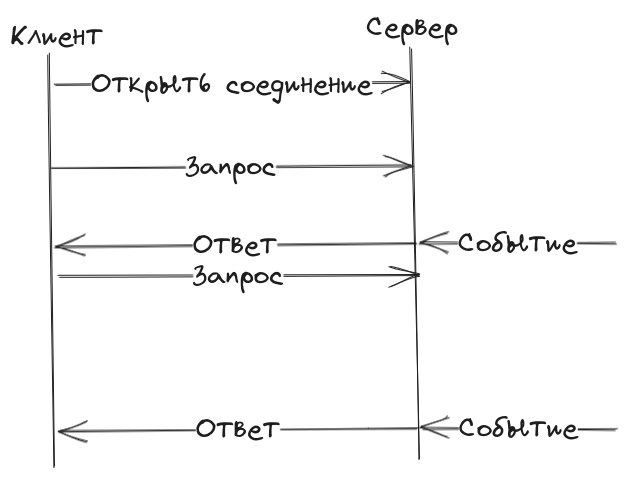 Клиент
Сервер
Открыть соединение
Запрос
Ответ
Событие
Запрос
Ответ
Событие